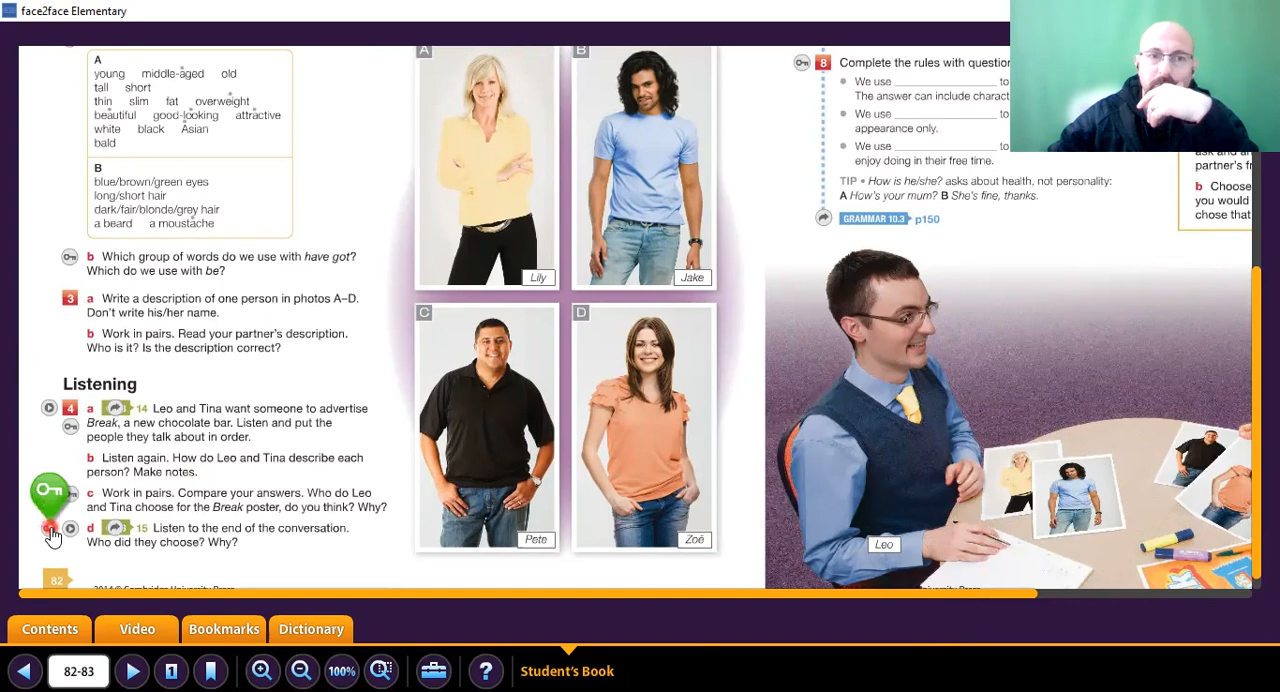 face2face Elementary
A
young middle-aged old
tall short
thin slim fat overweight
beautiful good-looking attractive
white black Asian
bald
B
blue/brown/green eyes
long/short hair
dark/fair/blonde/grey hair
a beard a moustache
b Which group of words do we use with have got?
Which do we use with be?
3 a Write a description of one person in photos A–D.
Don't write his/her name.
b Work in pairs. Read your partner's description.
Who is it? Is the description correct?
Listening
4 a 14 Leo and Tina want someone to advertise
Break, a new chocolate bar. Listen and put the
people they talk about in order.
b Listen again. How do Leo and Tina describe each
person? Make notes.
c Work in pairs. Compare your answers. Who do Leo
and Tina choose for the Break poster, do you think? Why?
d 15 Listen to the end of the conversation.
Who did they choose? Why?
82
A
Lily
B
Jake
C
Pete
D
Zoë
8 Complete the rules with question
We use ________ to
The answer can include charact
We use ________ to
appearance only.
We use ________ to
enjoy doing in their free time.
TIP • How is he/she? asks about health, not personality:
A How's your mum? B She's fine, thanks.
GRAMMAR 10.3 p150
partner's fr
b Choose
you would
chose that
Leo
Contents Video Bookmarks Dictionary
82-83 1 100% ? Student's Book